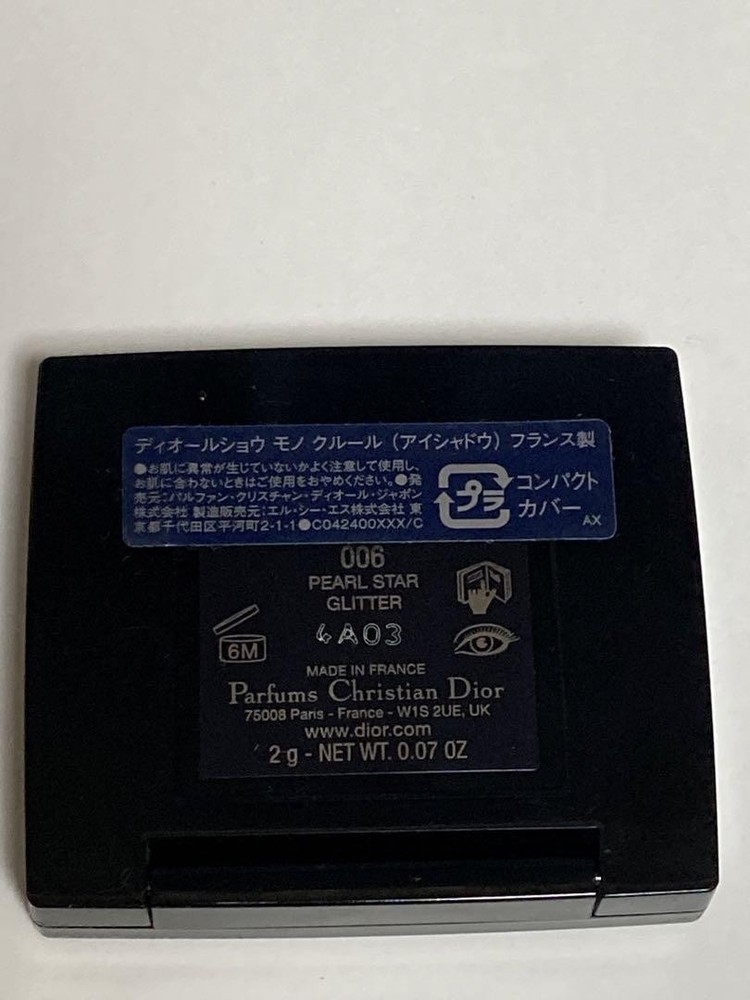 ディオールショウ モノ クルール (アイシャドウ) フランス製
●お肌に異常が生じていないかよく注意して使用し、
お肌に合わないときはご使用をおやめください。●発
売元:パルファン・クリスチャン・ディオール・ジャポン
株式会社 製造販売元:エル・シー・エス株式会社 東
京都千代田区平河町2-1-1●C042400XXX/C
プラ
コンパクト
カバー
AX
006
PEARL STAR
GLITTER
4A03
6M
MADE IN FRANCE
Parfums Christian Dior
75008 Paris - France - W1S 2UE, UK
www.dior.com
2 g - NET WT. 0.07 OZ